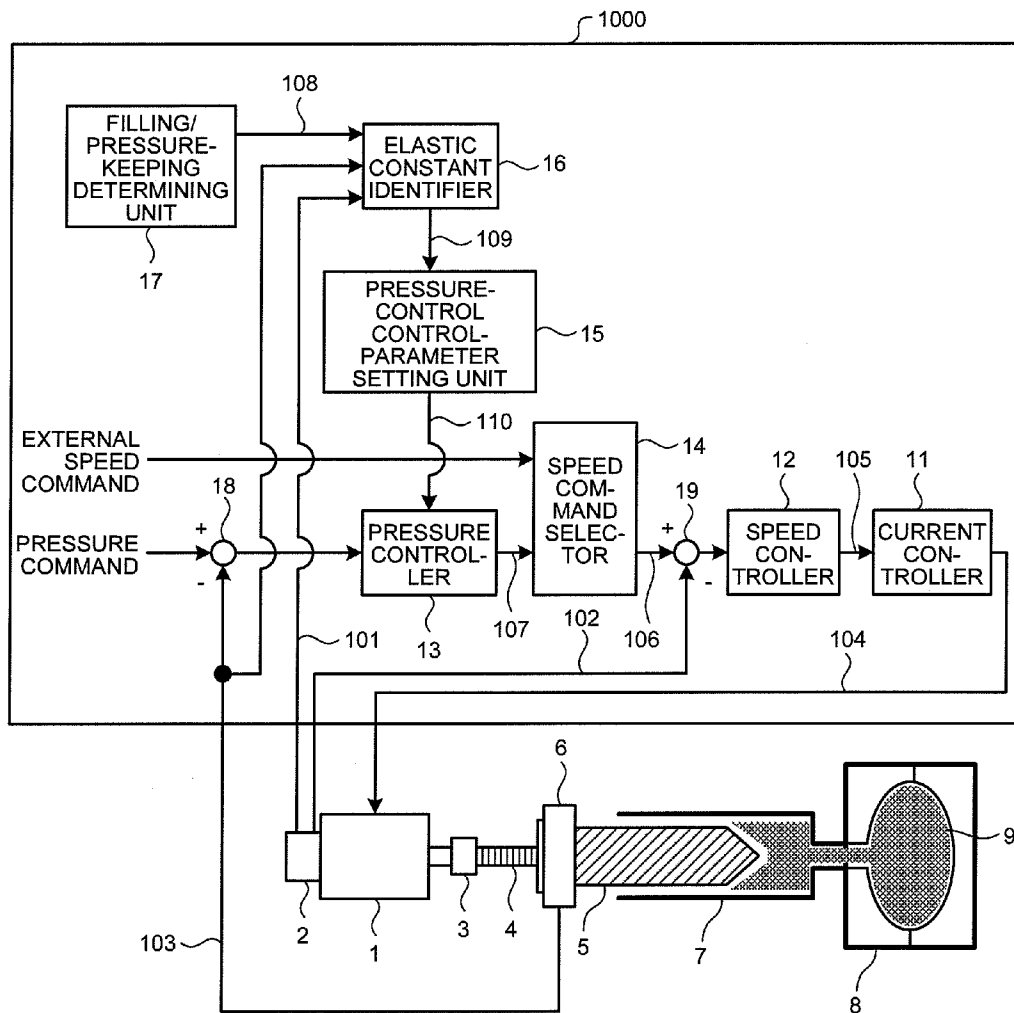 1000
108
FILLING/
PRESSURE-
KEEPING
DETERMINING
UNIT
17
ELASTIC
CONSTANT
IDENTIFIER
16
109
PRESSURE-
CONTROL
CONTROL-
PARAMETER
SETTING UNIT
15
110
EXTERNAL
SPEED
COMMAND
14
SPEED
COM-
MAND
SELEC-
TOR
18
+
-
PRESSURE
COMMAND
PRESSURE
CONTROL-
LER
13
107
106
19
+
-
12
SPEED
CON-
TROLLER
105
11
CURRENT
CON-
TROLLER
101
102
104
103
2
1
3
4
6
5
7
8
9